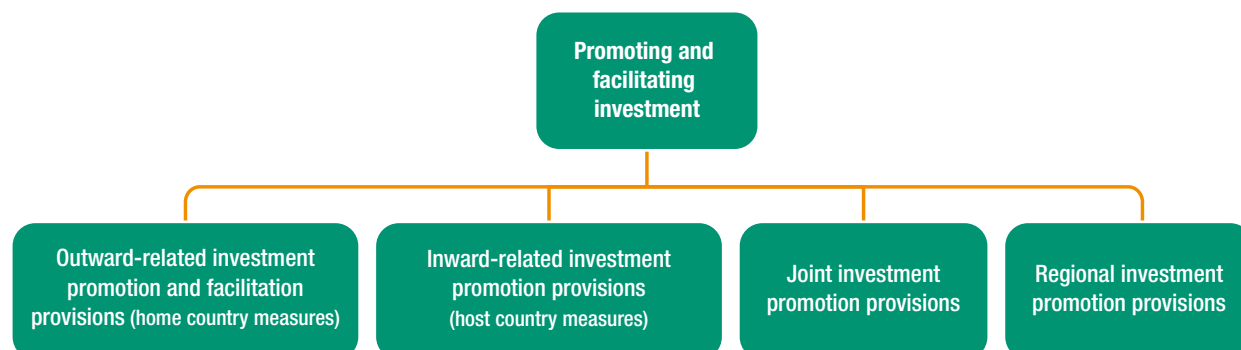 Promoting and
facilitating
investment
Outward-related investment
promotion and facilitation
provisions (home country measures)
Inward-related investment
promotion provisions
(host country measures)
Joint investment
promotion provisions
Regional investment
promotion provisions